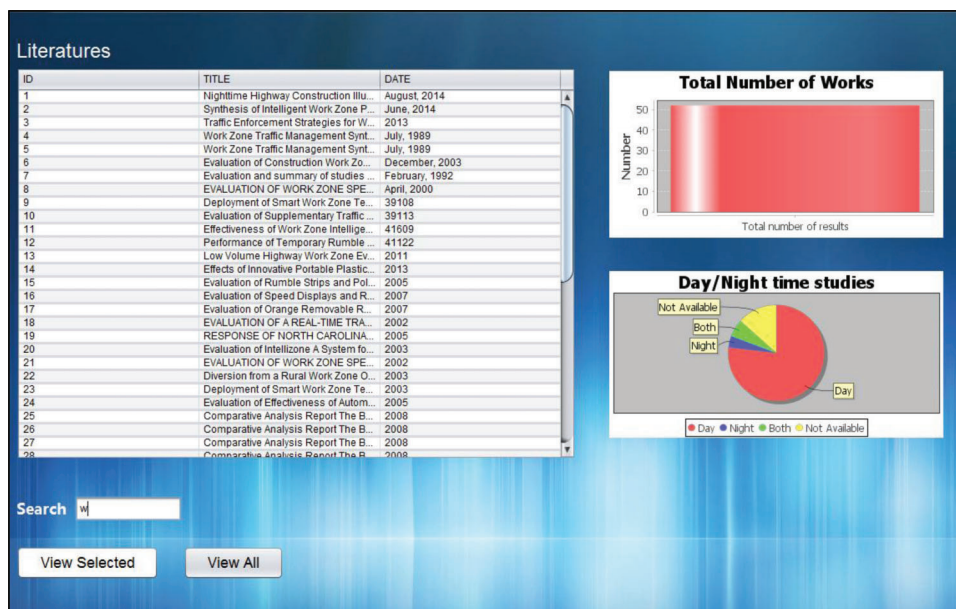 Literatures
ID TITLE DATE
1 Nighttime Highway Construction Illu... August, 2014
2 Synthesis of Intelligent Work Zone P... June, 2014
3 Traffic Enforcement Strategies for W... 2013
4 Work Zone Traffic Management Synt... July, 1989
5 Work Zone Traffic Management Synt... July, 1989
6 Evaluation of Construction Work Zo... December, 2003
7 Evaluation and summary of studies ... February, 1992
8 EVALUATION OF WORK ZONE SPE... April, 2000
9 Deployment of Smart Work Zone Te... 39108
10 Evaluation of Supplementary Traffic ... 39113
11 Effectiveness of Work Zone Intellige... 41609
12 Performance of Temporary Rumble ... 41122
13 Low Volume Highway Work Zone Ev... 2011
14 Effects of Innovative Portable Plastic... 2013
15 Evaluation of Rumble Strips and Pol... 2005
16 Evaluation of Speed Displays and R... 2007
17 Evaluation of Orange Removable R... 2007
18 EVALUATION OF A REAL-TIME TRA... 2002
19 RESPONSE OF NORTH CAROLINA... 2005
20 Evaluation of Intellizone A System fo... 2003
21 EVALUATION OF WORK ZONE SPE... 2002
22 Diversion from a Rural Work Zone O... 2003
23 Deployment of Smart Work Zone Te... 2003
24 Evaluation of Effectiveness of Autom... 2005
25 Comparative Analysis Report The B... 2008
26 Comparative Analysis Report The B... 2008
27 Comparative Analysis Report The B... 2008
28 Comparative Analysis Report The B... 2008
Total Number of Works
Number
50
40
30
20
10
0
Total number of results
Day/Night time studies
Not Available
Both
Night
Day
Day Night Both Not Available
Search w
View Selected View All